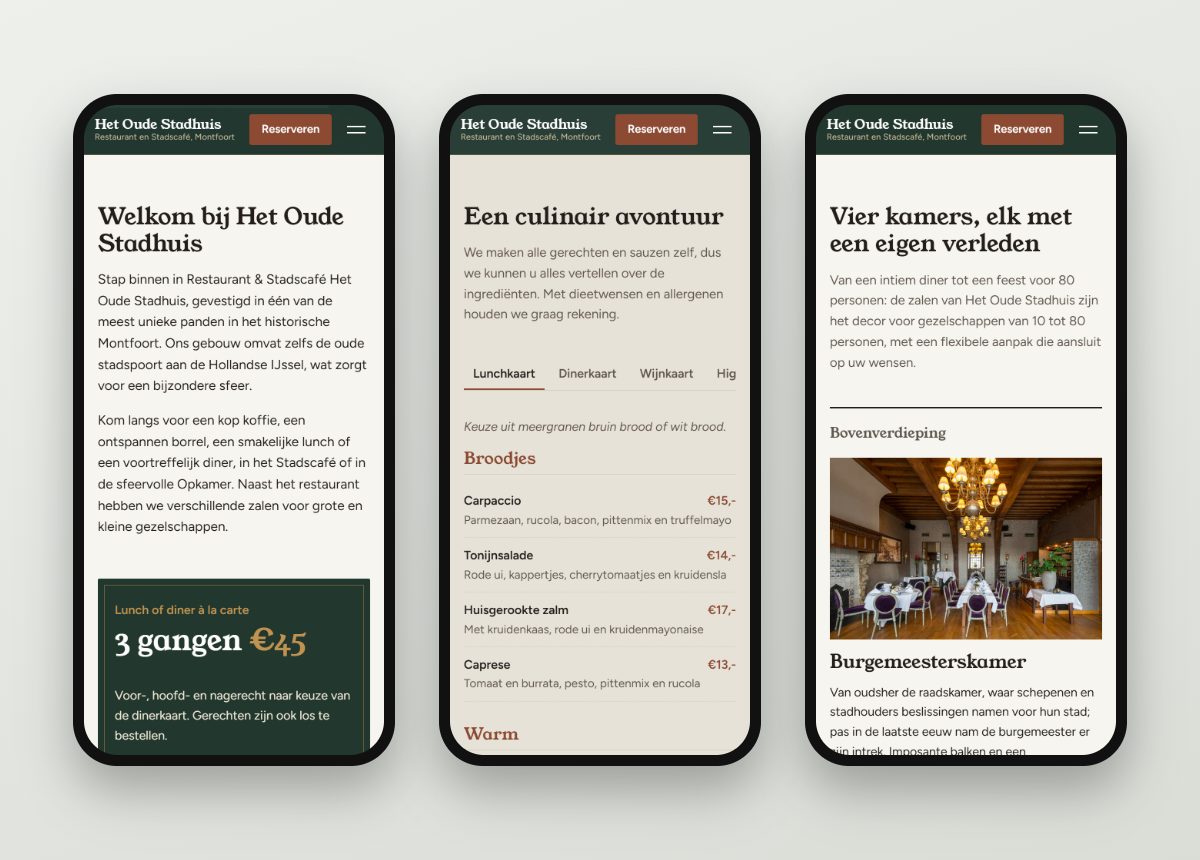 Het Oude Stadhuis
Restaurant en Stadscafé, Montfoort
Reserveren
Welkom bij Het Oude
Stadhuis
Stap binnen in Restaurant & Stadscafé Het
Oude Stadhuis, gevestigd in één van de
meest unieke panden in het historische
Montfoort. Ons gebouw omvat zelfs de oude
stadspoort aan de Hollandse IJssel, wat zorgt
voor een bijzondere sfeer.
Kom langs voor een kop koffie, een
ontspannen borrel, een smakelijke lunch of
een voortreffelijk diner, in het Stadscafé of in
de sfeervolle Opkamer. Naast het restaurant
hebben we verschillende zalen voor grote en
kleine gezelschappen.
Lunch of diner à la carte
3 gangen €45
Voor-, hoofd- en nagerecht naar keuze van
de dinerkaart. Gerechten zijn ook los te
bestellen.
Het Oude Stadhuis
Restaurant en Stadscafé, Montfoort
Reserveren
Een culinair avontuur
We maken alle gerechten en sauzen zelf, dus
we kunnen u alles vertellen over de
ingrediënten. Met dieetwensen en allergenen
houden we graag rekening.
Lunchkaart Dinerkaart Wijnkaart Hig
Keuze uit meergranen bruin brood of wit brood.
Broodjes
Carpaccio €15,-
Parmezaan, rucola, bacon, pittenmix en truffelmayo
Tonijnsalade €14,-
Rode ui, kappertjes, cherrytomaatjes en kruidensla
Huisgerookte zalm €17,-
Met kruidenkaas, rode ui en kruidenmayonaise
Caprese €13,-
Tomaat en burrata, pesto, pittenmix en rucola
Warm
Het Oude Stadhuis
Restaurant en Stadscafé, Montfoort
Reserveren
Vier kamers, elk met
een eigen verleden
Van een intiem diner tot een feest voor 80
personen: de zalen van Het Oude Stadhuis zijn
het decor voor gezelschappen van 10 tot 80
personen, met een flexibele aanpak die aansluit
op uw wensen.
Bovenverdieping
Burgemeesterskamer
Van oudsher de raadskamer, waar schepenen en
stadhouders beslissingen namen voor hun stad;
pas in de laatste eeuw nam de burgemeester er
zijn intrek. Imposante balken en een